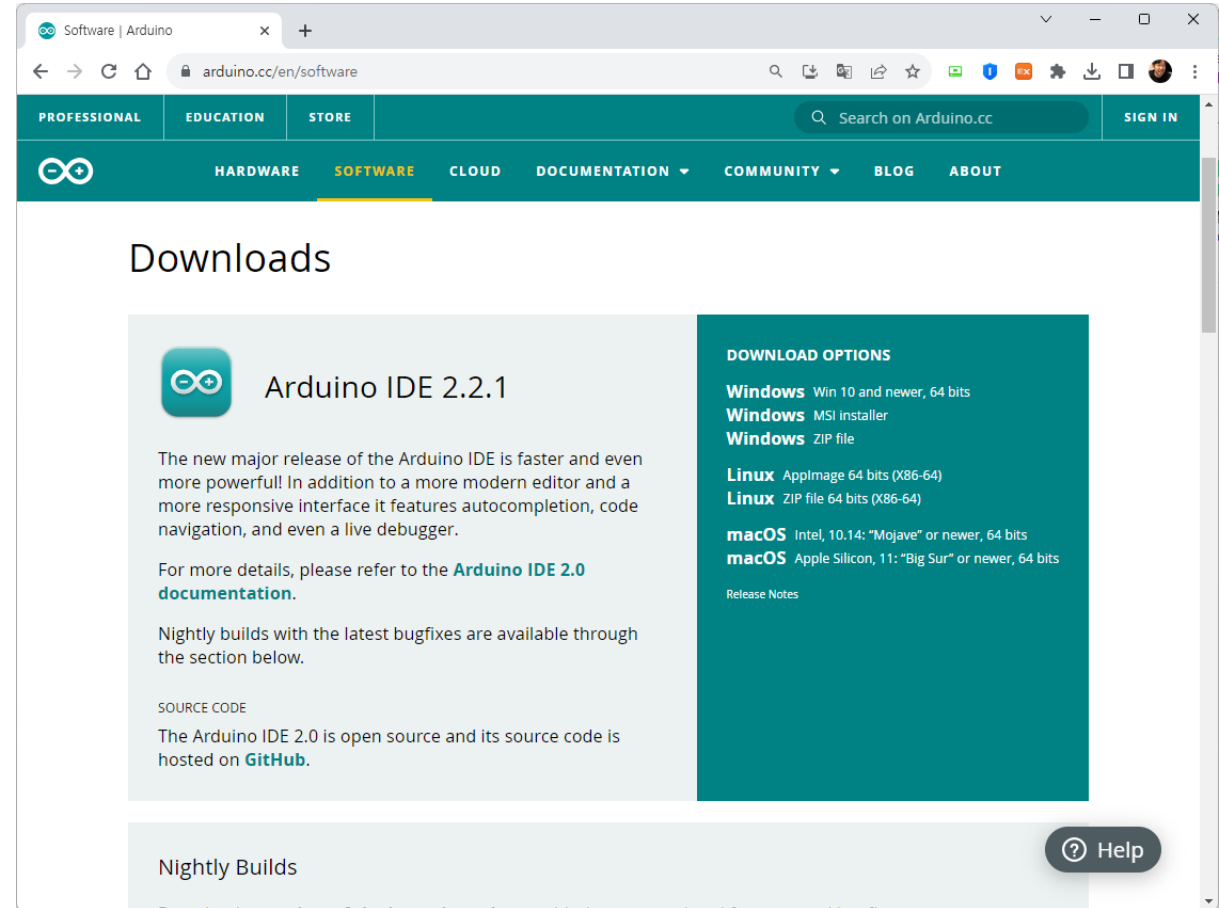 Software | Arduino
arduino.cc/en/software
PROFESSIONAL EDUCATION STORE Search on Arduino.cc SIGN IN
HARDWARE SOFTWARE CLOUD DOCUMENTATION COMMUNITY BLOG ABOUT
Downloads
Arduino IDE 2.2.1
The new major release of the Arduino IDE is faster and even
more powerful! In addition to a more modern editor and a
more responsive interface it features autocompletion, code
navigation, and even a live debugger.
For more details, please refer to the Arduino IDE 2.0
documentation.
Nightly builds with the latest bugfixes are available through
the section below.
SOURCE CODE
The Arduino IDE 2.0 is open source and its source code is
hosted on GitHub.
DOWNLOAD OPTIONS
Windows Win 10 and newer, 64 bits
Windows MSI installer
Windows ZIP file
Linux AppImage 64 bits (X86-64)
Linux ZIP file 64 bits (X86-64)
macOS Intel, 10.14: “Mojave” or newer, 64 bits
macOS Apple Silicon, 11: “Big Sur” or newer, 64 bits
Release Notes
Nightly Builds
Help